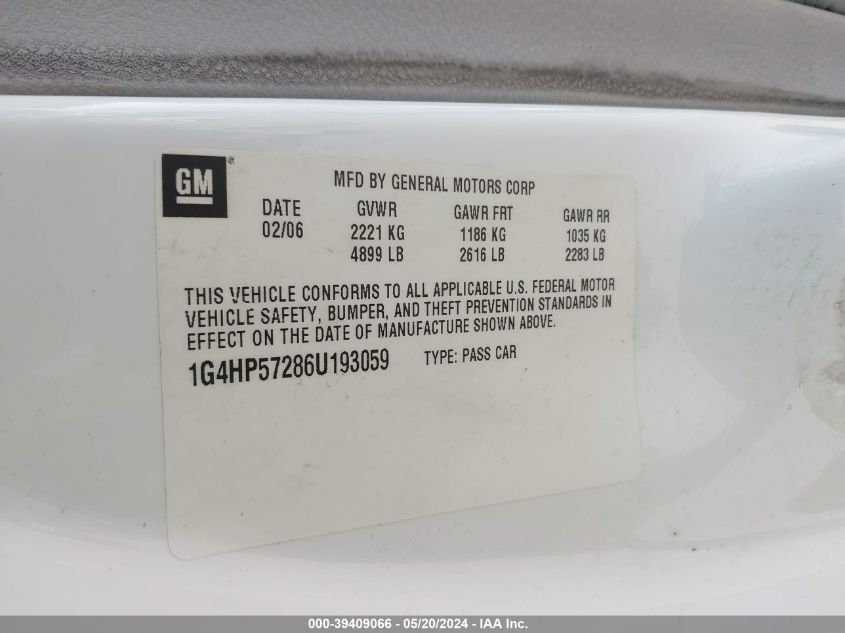 GM®
MFD BY GENERAL MOTORS CORP
DATE GVWR GAWR FRT GAWR RR
02/06 2221 KG 1186 KG 1035 KG
4899 LB 2616 LB 2283 LB
THIS VEHICLE CONFORMS TO ALL APPLICABLE U.S. FEDERAL MOTOR
VEHICLE SAFETY, BUMPER, AND THEFT PREVENTION STANDARDS IN
EFFECT ON THE DATE OF MANUFACTURE SHOWN ABOVE.
1G4HP57286U193059 TYPE: PASS CAR
000-39409066 - 05/20/2024 - IAA Inc.